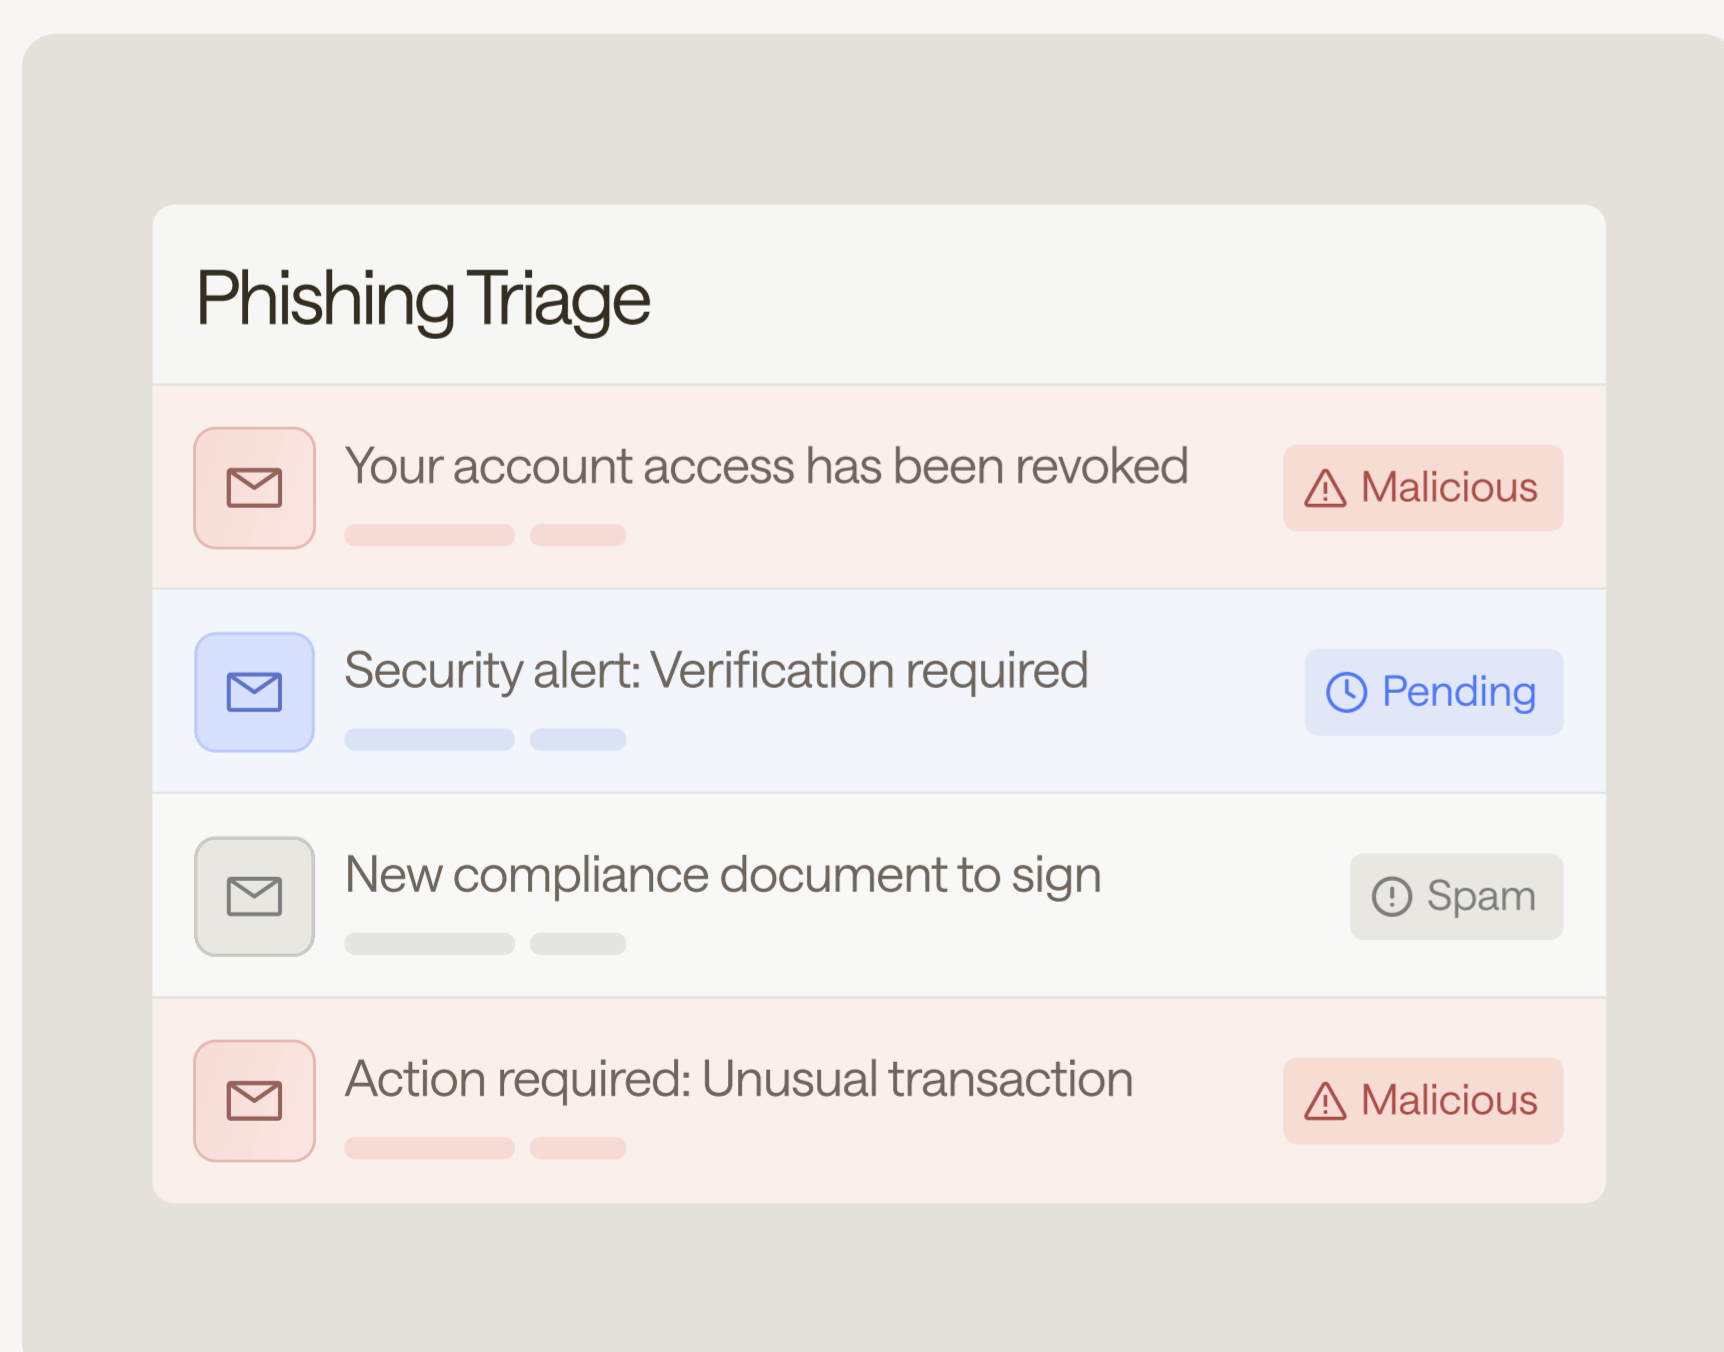 Phishing Triage
Your account access has been revoked
Malicious
Security alert: Verification required
Pending
New compliance document to sign
Spam
Action required: Unusual transaction
Malicious